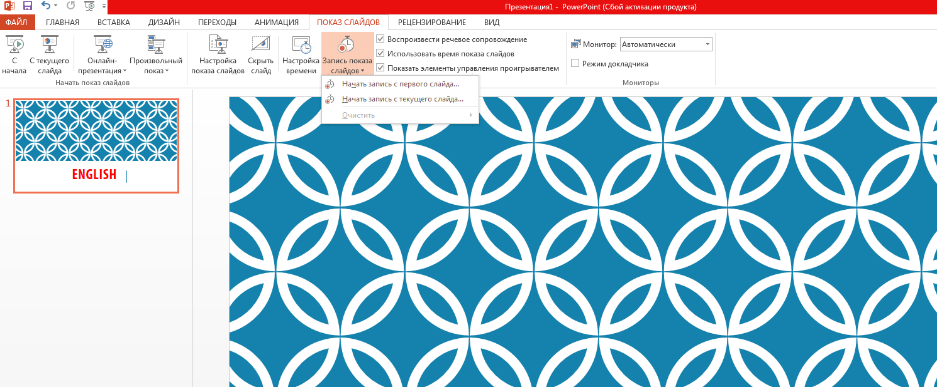 Презентация1 - PowerPoint (Сбой активации продукта)
ФАЙЛ ГЛАВНАЯ ВСТАВКА ДИЗАЙН ПЕРЕХОДЫ АНИМАЦИЯ ПОКАЗ СЛАЙДОВ РЕЦЕНЗИРОВАНИЕ ВИД
С начала
С текущего слайда
Онлайн-презентация
Произвольный показ
Настройка показа слайдов
Скрыть слайд
Настройка времени
Запись показа слайдов
Воспроизвести речевое сопровождение
Использовать время показа слайдов
Показать элементы управления проигрывателем
Монитор: Автоматически
Режим докладчика
Начать показ слайдов
Мониторы
Начать запись с первого слайда...
Начать запись с текущего слайда...
Очистить
1
ENGLISH